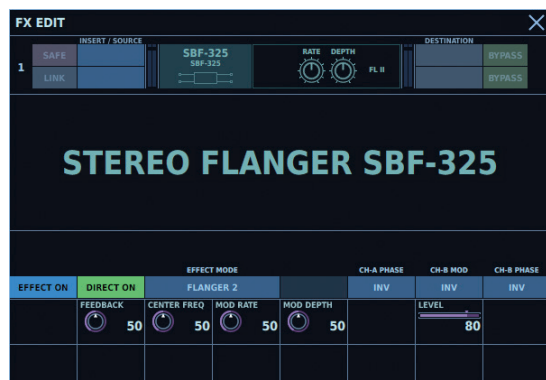 FX EDIT
INSERT / SOURCE
DESTINATION
1
SAFE
LINK
SBF-325
SBF-325
RATE DEPTH
FL II
BYPASS
BYPASS
STEREO FLANGER SBF-325
EFFECT MODE
CH-A PHASE
CH-B MOD
CH-B PHASE
EFFECT ON
DIRECT ON
FLANGER 2
INV
INV
INV
FEEDBACK
CENTER FREQ
MOD RATE
MOD DEPTH
LEVEL
50
50
50
50
80